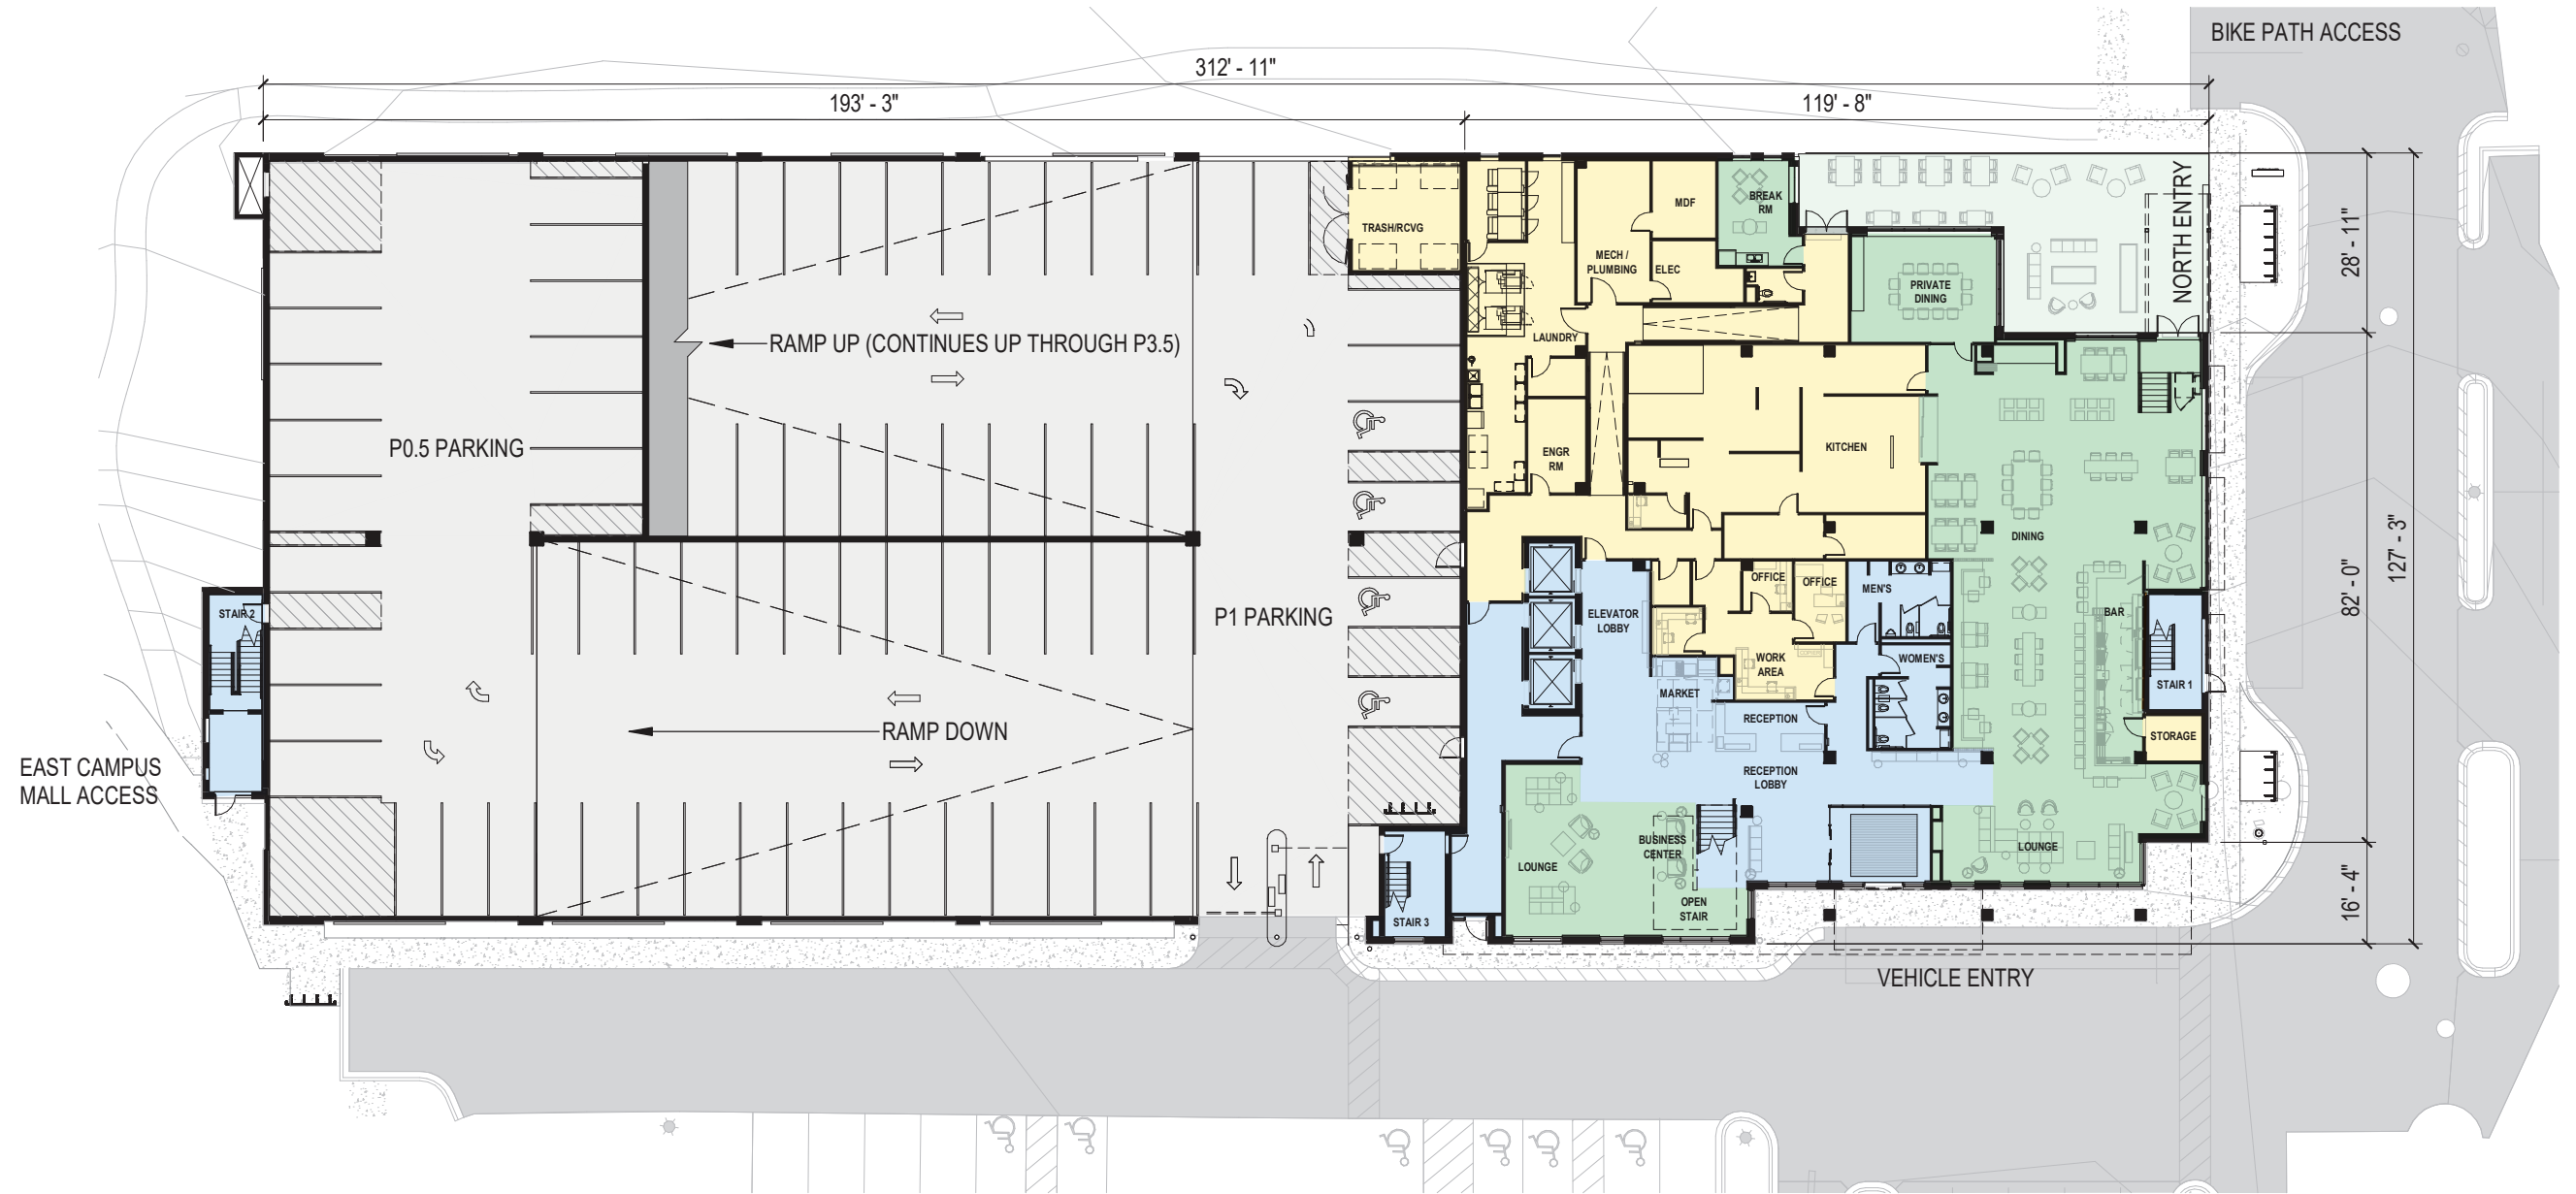 BIKE PATH ACCESS
312' - 11"
193' - 3"
119' - 8"
NORTH ENTRY
28' - 11"
82' - 0"
127' - 3"
16' - 4"
TRASH/RCVG
MDF
BREAK
RM
MECH /
PLUMBING
ELEC
PRIVATE
DINING
LAUNDRY
RAMP UP (CONTINUES UP THROUGH P3.5)
P0.5 PARKING
ENGR
RM
KITCHEN
DINING
OFFICE
OFFICE
MEN'S
STAIR 2
P1 PARKING
ELEVATOR
LOBBY
BAR
WORK
AREA
WOMEN'S
STAIR 1
MARKET
RECEPTION
RAMP DOWN
STORAGE
EAST CAMPUS
MALL ACCESS
RECEPTION
LOBBY
BUSINESS
CENTER
LOUNGE
LOUNGE
OPEN
STAIR
STAIR 3
VEHICLE ENTRY